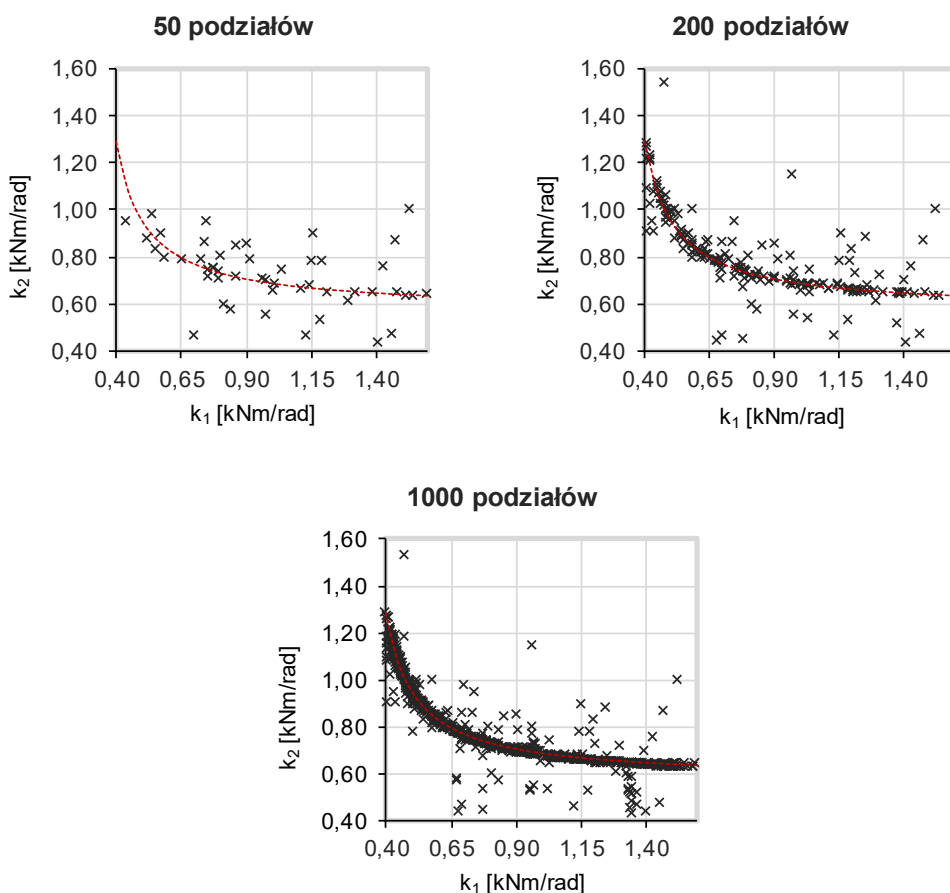 50 podziałów
1,60
1,40
1,20
1,00
0,80
0,60
0,40
k2 [kNm/rad]
0,40 0,65 0,90 1,15 1,40
k1 [kNm/rad]
200 podziałów
1,60
1,40
1,20
1,00
0,80
0,60
0,40
k2 [kNm/rad]
0,40 0,65 0,90 1,15 1,40
k1 [kNm/rad]
1000 podziałów
1,60
1,40
1,20
1,00
0,80
0,60
0,40
k2 [kNm/rad]
0,40 0,65 0,90 1,15 1,40
k1 [kNm/rad]